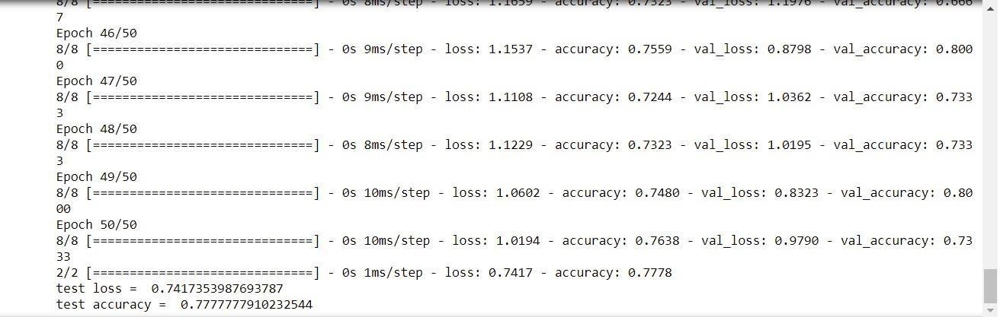 8/8 [==============================] - 0s 8ms/step - loss: 1.1659 - accuracy: 0.7323 - val_loss: 1.1976 - val_accuracy: 0.666
7
Epoch 46/50
8/8 [==============================] - 0s 9ms/step - loss: 1.1537 - accuracy: 0.7559 - val_loss: 0.8798 - val_accuracy: 0.800
0
Epoch 47/50
8/8 [==============================] - 0s 9ms/step - loss: 1.1108 - accuracy: 0.7244 - val_loss: 1.0362 - val_accuracy: 0.733
3
Epoch 48/50
8/8 [==============================] - 0s 8ms/step - loss: 1.1229 - accuracy: 0.7323 - val_loss: 1.0195 - val_accuracy: 0.733
3
Epoch 49/50
8/8 [==============================] - 0s 10ms/step - loss: 1.0602 - accuracy: 0.7480 - val_loss: 0.8323 - val_accuracy: 0.80
00
Epoch 50/50
8/8 [==============================] - 0s 10ms/step - loss: 1.0194 - accuracy: 0.7638 - val_loss: 0.9790 - val_accuracy: 0.73
33
2/2 [==============================] - 0s 1ms/step - loss: 0.7417 - accuracy: 0.7778
test loss =  0.7417353987693787
test accuracy =  0.7777777910232544